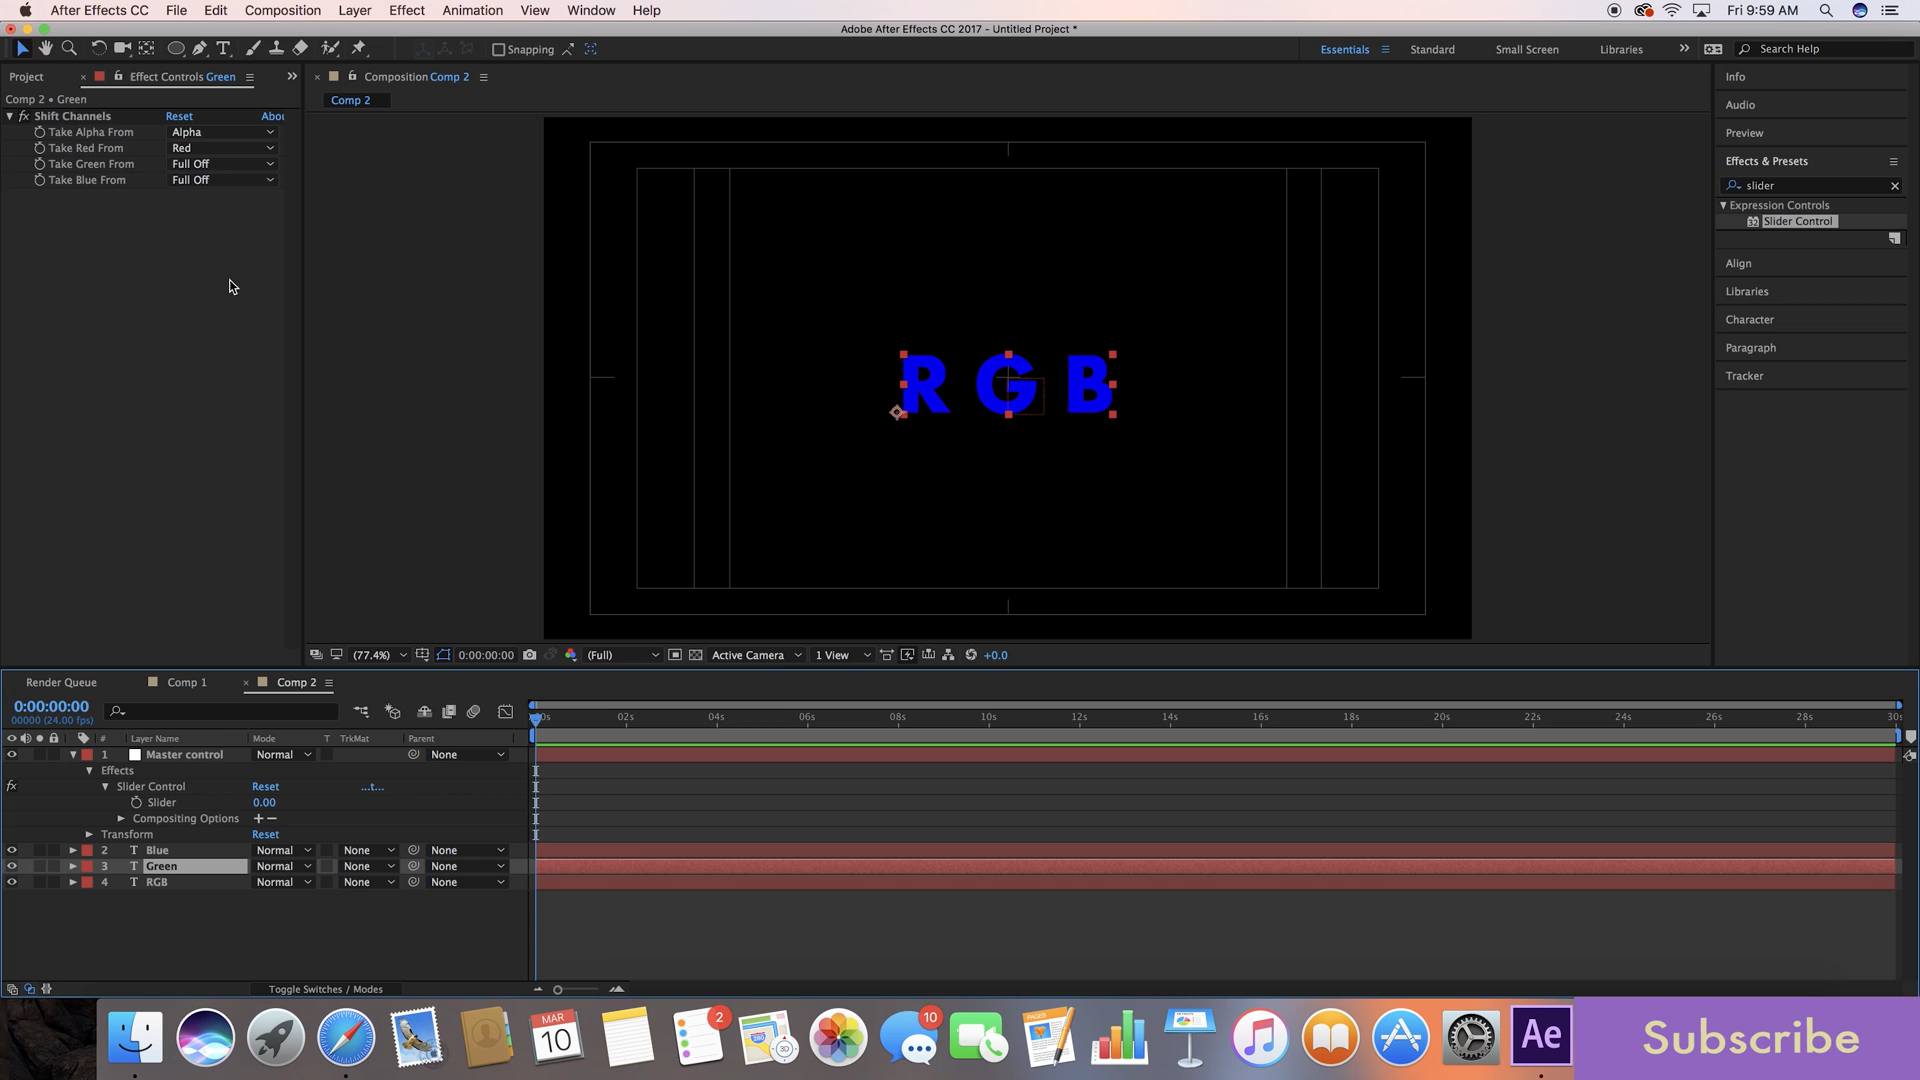 After Effects CC File Edit Composition Layer Effect Animation View Window Help Fri 9:59 AM
Adobe After Effects CC 2017 - Untitled Project *
Snapping Essentials Standard Small Screen Libraries Search Help
Project Effect Controls Green Composition Comp 2 Info
Comp 2 • Green Comp 2
Shift Channels Reset Abou
Take Alpha From Alpha
Take Red From Red
Take Green From Full Off
Take Blue From Full Off
Audio
Preview
Effects & Presets
slider
Expression Controls
32 Slider Control
Align
Libraries
Character
Paragraph
Tracker
R G B
(77.4%) 0:00:00:00 (Full) Active Camera 1 View +0.0
Render Queue Comp 1 Comp 2
0:00:00:00
00000 (24.00 fps)
02s 04s 06s 08s 10s 12s 14s 16s 18s 20s 22s 24s 26s 28s 30s
# Layer Name Mode T TrkMat Parent
1 Master control Normal None
Effects
fx Slider Control Reset ...t...
Slider 0.00
Compositing Options
Transform Reset
2 T Blue Normal None None
3 T Green Normal None None
4 T RGB Normal None None
Toggle Switches / Modes
MAR
10
2
280
3D
10
PAGES
Ae
Subscribe